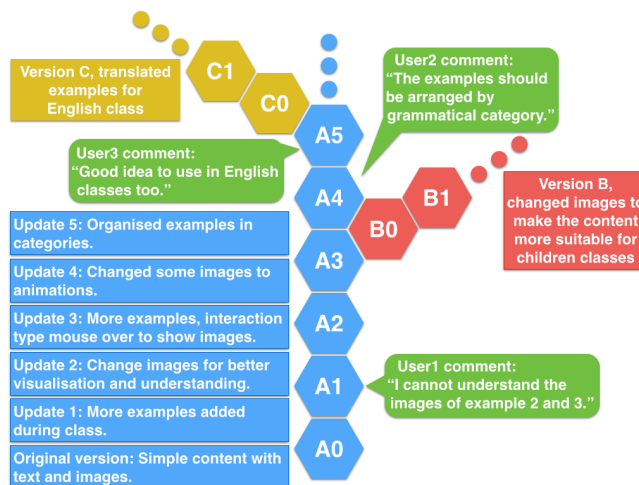 C1
Version C, translated
examples for
English class
C0
User2 comment:
“The examples should
be arranged by
grammatical category.”
A5
User3 comment:
“Good idea to use in English
classes too.”
A4
B1
B0
Version B,
changed images to
make the content
more suitable for
children classes
Update 5: Organised examples in
categories.
A3
Update 4: Changed some images to
animations.
Update 3: More examples, interaction
type mouse over to show images.
A2
Update 2: Change images for better
visualisation and understanding.
A1
User1 comment:
“I cannot understand the
images of example 2 and 3.”
Update 1: More examples added
during class.
A0
Original version: Simple content with
text and images.